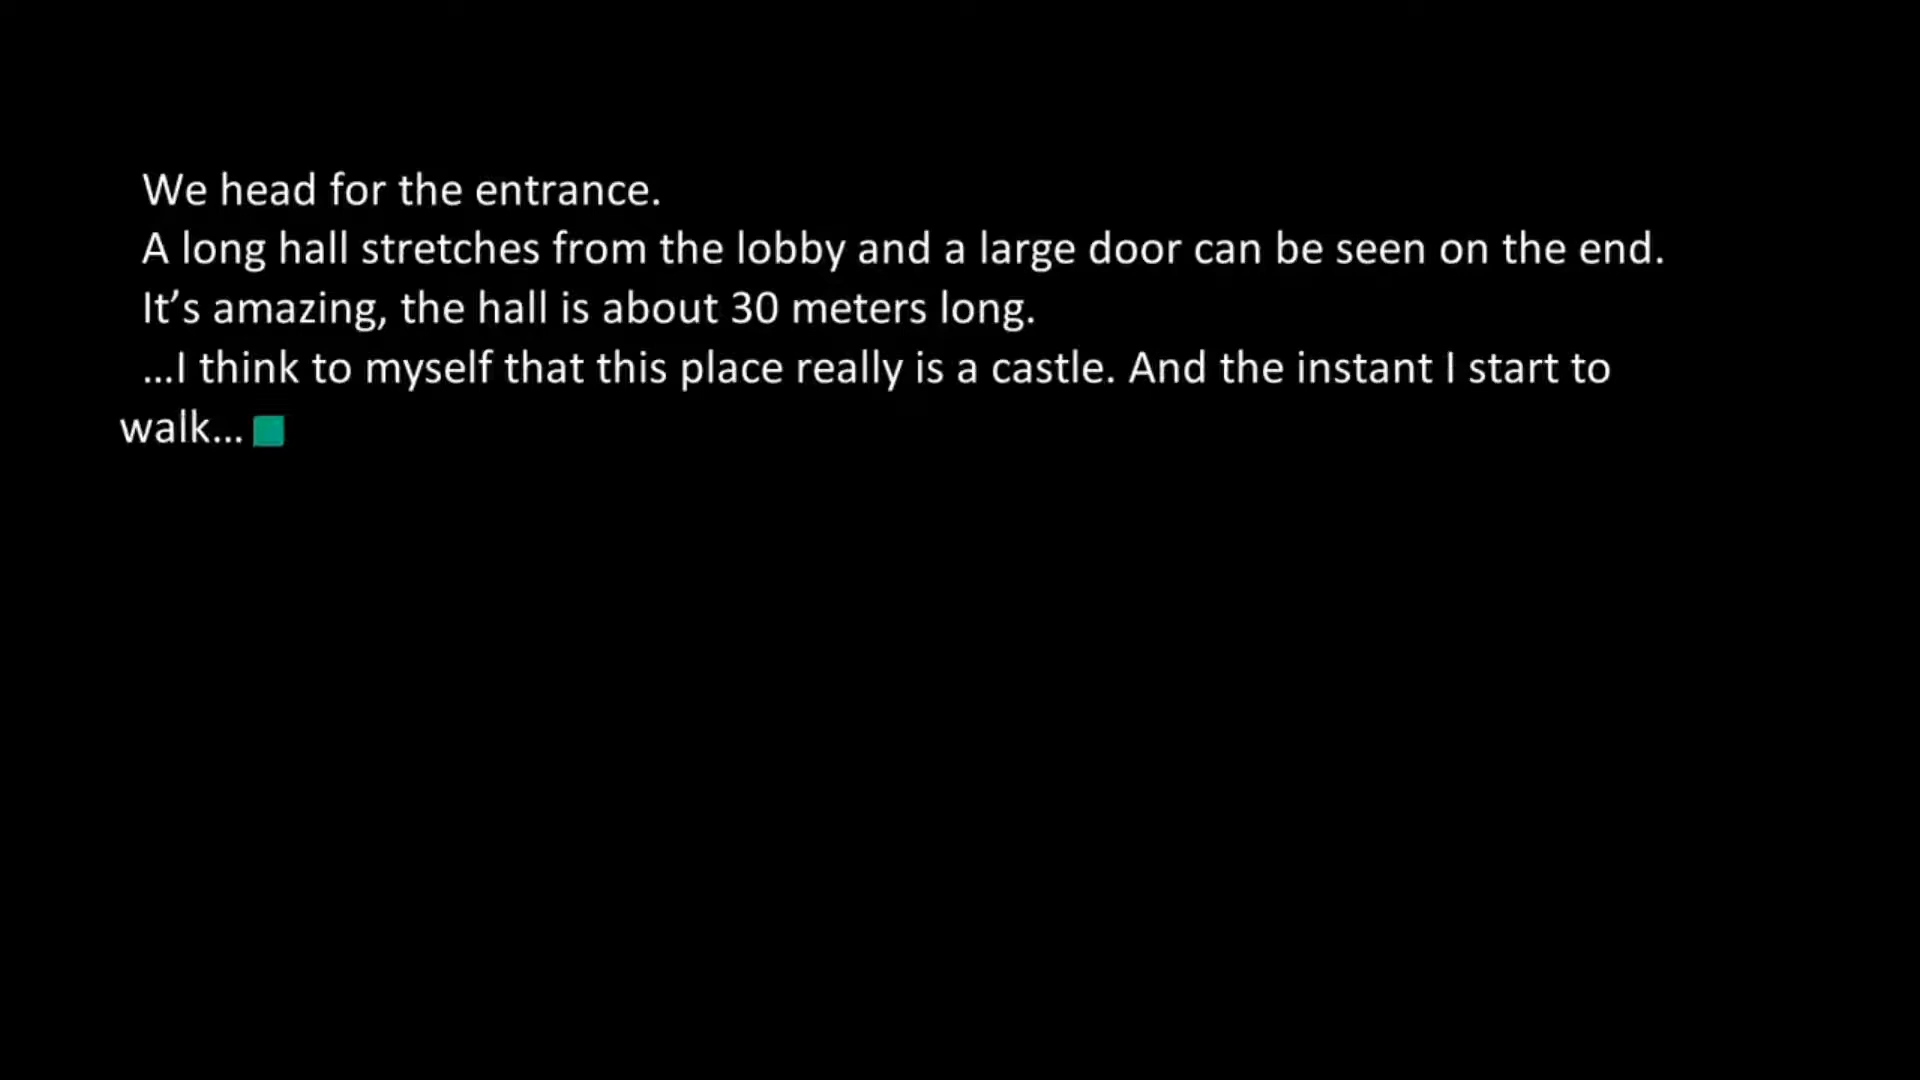 We head for the entrance.
A long hall stretches from the lobby and a large door can be seen on the end.
It’s amazing, the hall is about 30 meters long.
…I think to myself that this place really is a castle. And the instant I start to
walk…